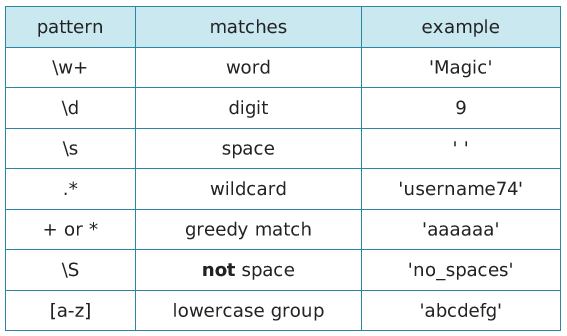 pattern matches example
\w+ word 'Magic'
\d digit 9
\s space ' '
.* wildcard 'username74'
+ or * greedy match 'aaaaaa'
\S not space 'no_spaces'
[a-z] lowercase group 'abcdefg'